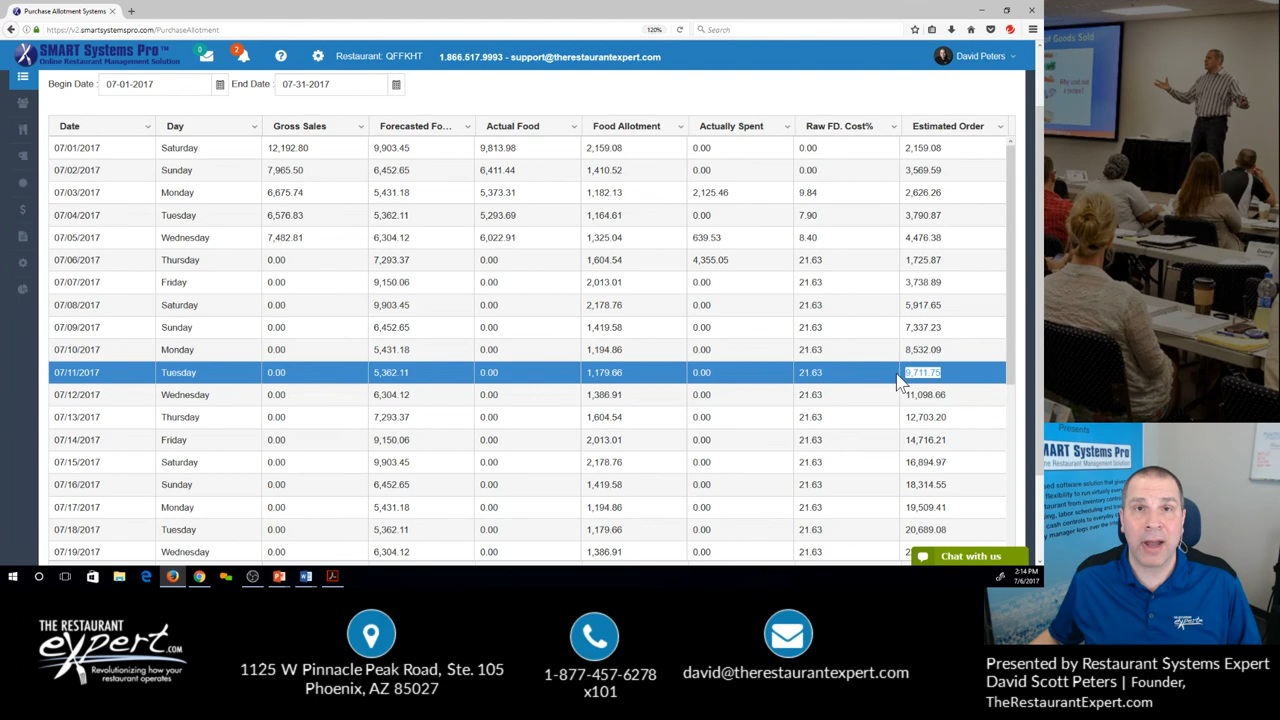 Purchase Allotment Systems
https://v2.smartsystemspro.com/PurchaseAllotment
120%
Search
SMART Systems Pro™
Online Restaurant Management Solution
0
2
Restaurant: QFFKHT
1.866.517.9993 - support@therestaurantexpert.com
David Peters
Begin Date : 07-01-2017 End Date : 07-31-2017
Date Day Gross Sales Forecasted Fo... Actual Food Food Allotment Actually Spent Raw FD. Cost% Estimated Order
07/01/2017 Saturday 12,192.80 9,903.45 9,813.98 2,159.08 0.00 0.00 2,159.08
07/02/2017 Sunday 7,965.50 6,452.65 6,411.44 1,410.52 0.00 0.00 3,569.59
07/03/2017 Monday 6,675.74 5,431.18 5,373.31 1,182.13 2,125.46 9.84 2,626.26
07/04/2017 Tuesday 6,576.83 5,362.11 5,293.69 1,164.61 0.00 7.90 3,790.87
07/05/2017 Wednesday 7,482.81 6,304.12 6,022.91 1,325.04 639.53 8.40 4,476.38
07/06/2017 Thursday 0.00 7,293.37 0.00 1,604.54 4,355.05 21.63 1,725.87
07/07/2017 Friday 0.00 9,150.06 0.00 2,013.01 0.00 21.63 3,738.89
07/08/2017 Saturday 0.00 9,903.45 0.00 2,178.76 0.00 21.63 5,917.65
07/09/2017 Sunday 0.00 6,452.65 0.00 1,419.58 0.00 21.63 7,337.23
07/10/2017 Monday 0.00 5,431.18 0.00 1,194.86 0.00 21.63 8,532.09
07/11/2017 Tuesday 0.00 5,362.11 0.00 1,179.66 0.00 21.63 9,711.75
07/12/2017 Wednesday 0.00 6,304.12 0.00 1,386.91 0.00 21.63 11,098.66
07/13/2017 Thursday 0.00 7,293.37 0.00 1,604.54 0.00 21.63 12,703.20
07/14/2017 Friday 0.00 9,150.06 0.00 2,013.01 0.00 21.63 14,716.21
07/15/2017 Saturday 0.00 9,903.45 0.00 2,178.76 0.00 21.63 16,894.97
07/16/2017 Sunday 0.00 6,452.65 0.00 1,419.58 0.00 21.63 18,314.55
07/17/2017 Monday 0.00 5,431.18 0.00 1,194.86 0.00 21.63 19,509.41
07/18/2017 Tuesday 0.00 5,362.11 0.00 1,179.66 0.00 21.63 20,689.08
07/19/2017 Wednesday 0.00 6,304.12 0.00 1,386.91 0.00 21.63
Chat with us
2:14 PM
7/6/2017
of Goods Sold
Presents
MART Systems Pro
THE RESTAURANT
expert.com
Revolutionizing how your
restaurant operates
1125 W Pinnacle Peak Road, Ste. 105
Phoenix, AZ 85027
1-877-457-6278
x101
david@therestaurantexpert.com
Presented by Restaurant Systems Expert
David Scott Peters | Founder,
TheRestaurantExpert.com